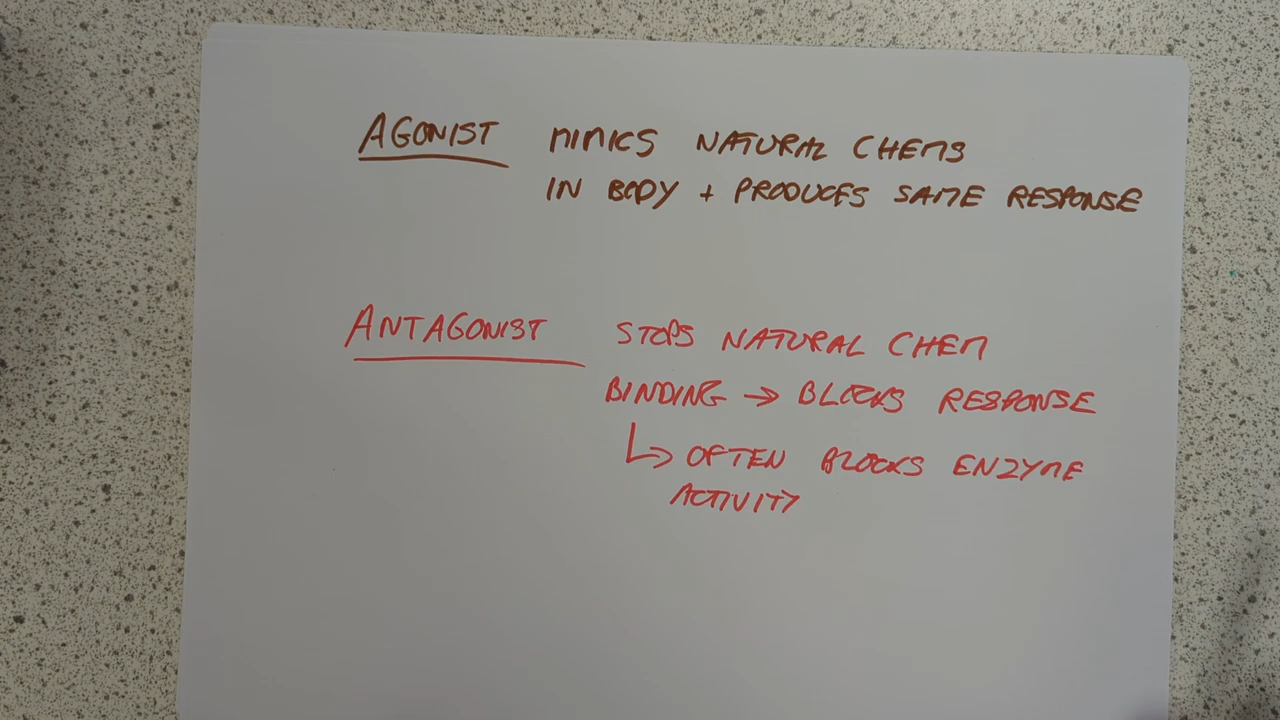 AGONIST MIMICS NATURAL CHEMS
IN BODY + PRODUCES SAME RESPONSE
ANTAGONIST STOPS NATURAL CHEM
BINDING → BLOCKS RESPONSE
↳ OFTEN BLOCKS ENZYME
ACTIVITY